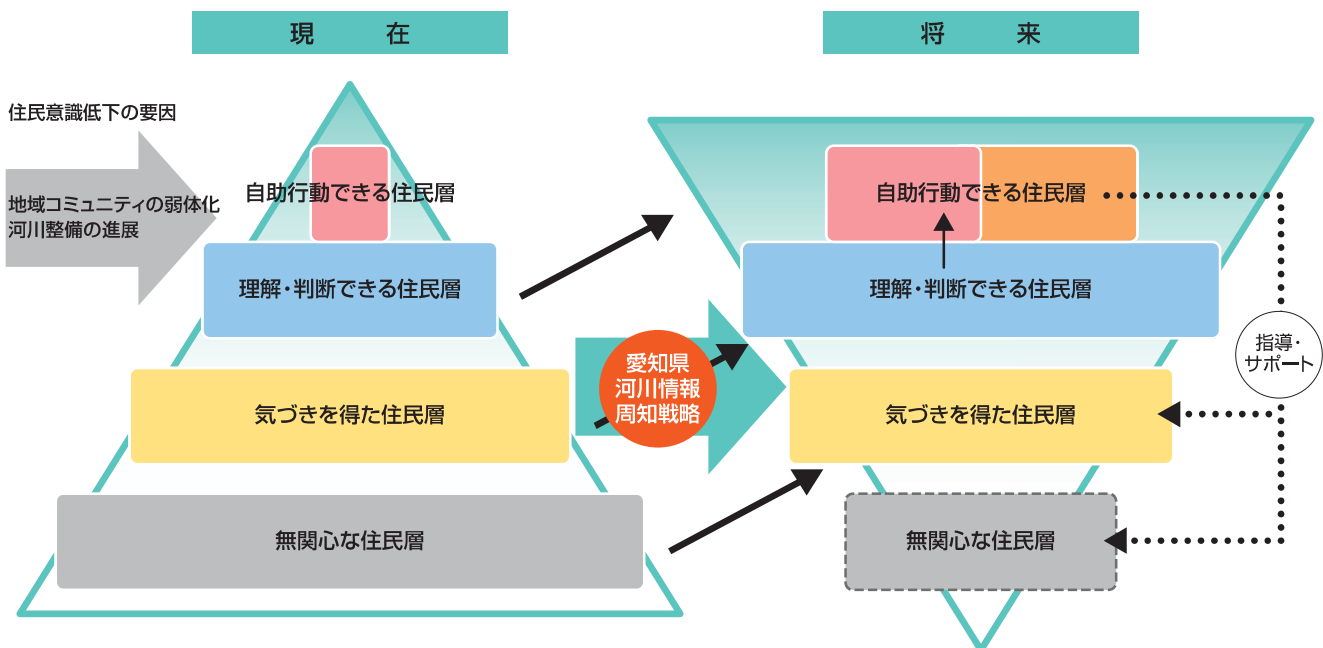 現在
将来
住民意識低下の要因
地域コミュニティの弱体化
河川整備の進展
自助行動できる住民層
理解・判断できる住民層
気づきを得た住民層
無関心な住民層
愛知県
河川情報
周知戦略
自助行動できる住民層
理解・判断できる住民層
気づきを得た住民層
無関心な住民層
指導・
サポート